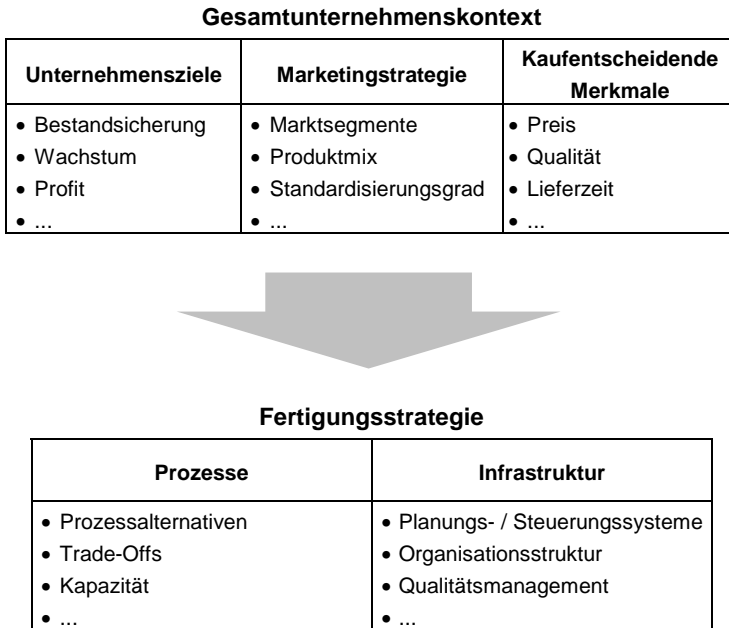 Gesamtunternehmenskontext
Unternehmensziele
Marketingstrategie
Kaufentscheidende
Merkmale
• Bestandsicherung
• Wachstum
• Profit
• ...
• Marktsegmente
• Produktmix
• Standardisierungsgrad
• ...
• Preis
• Qualität
• Lieferzeit
• ...
Fertigungsstrategie
Prozesse
Infrastruktur
• Prozessalternativen
• Trade-Offs
• Kapazität
• ...
• Planungs- / Steuerungssysteme
• Organisationsstruktur
• Qualitätsmanagement
• ...